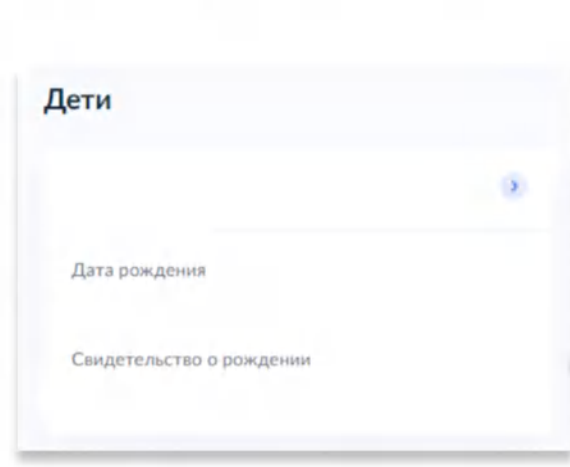 Дети
Дата рождения
Свидетельство о рождении